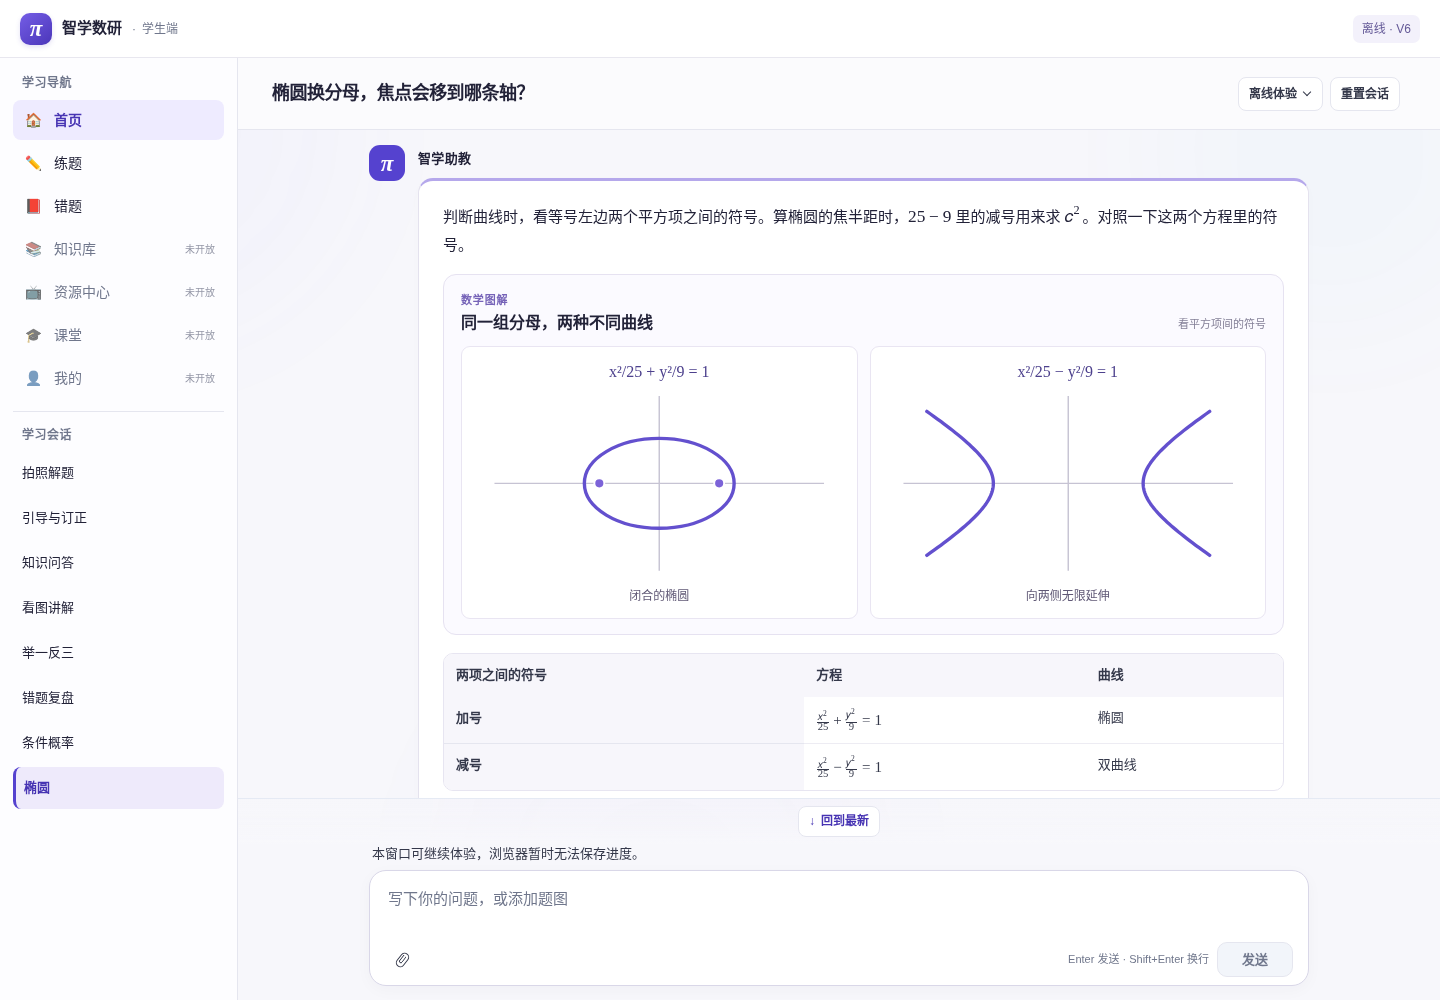 π 智学数研 · 学生端
离线 · V6
学习导航
🏠 首页
✏️ 练题
📕 错题
📚 知识库 未开放
📺 资源中心 未开放
🎓 课堂 未开放
👤 我的 未开放
学习会话
拍照解题
引导与订正
知识问答
看图讲解
举一反三
错题复盘
条件概率
椭圆
椭圆换分母，焦点会移到哪条轴？
离线体验
重置会话
π 智学助教
判断曲线时，看等号左边两个平方项之间的符号。算椭圆的焦半距时，25 − 9 里的减号用来求 c²。对照一下这两个方程里的符
号。
数学图解
同一组分母，两种不同曲线
看平方项间的符号
x²/25 + y²/9 = 1
闭合的椭圆
x²/25 − y²/9 = 1
向两侧无限延伸
两项之间的符号 方程 曲线
加号 x²/25 + y²/9 = 1 椭圆
减号 x²/25 − y²/9 = 1 双曲线
↓ 回到最新
本窗口可继续体验，浏览器暂时无法保存进度。
写下你的问题，或添加题图
Enter 发送 · Shift+Enter 换行
发送